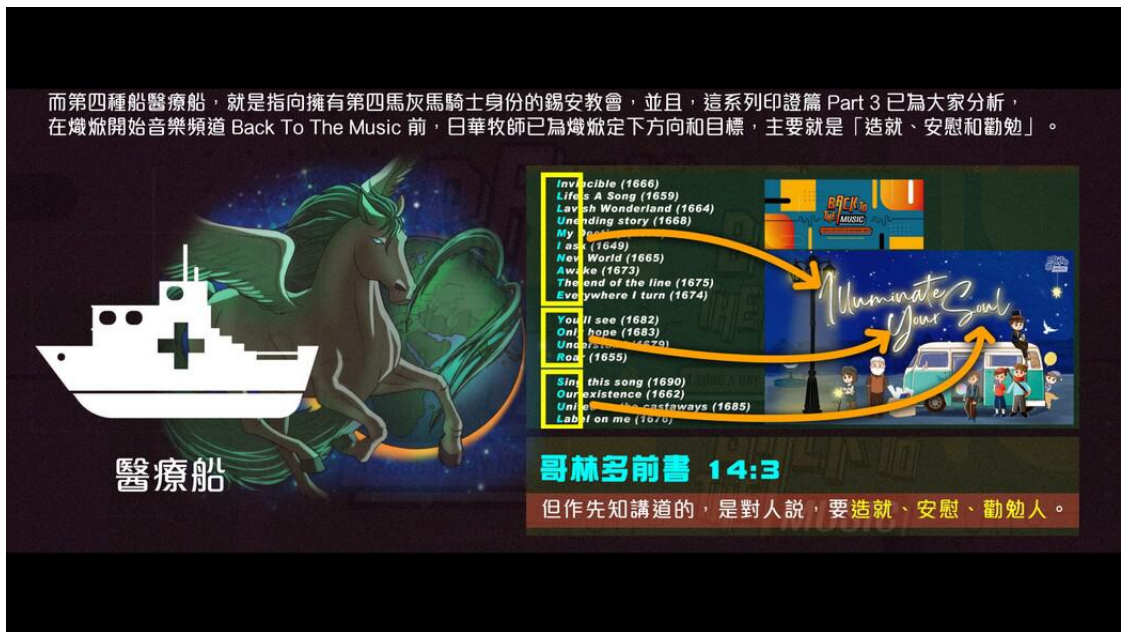 而第四種船醫療船，就是指向擁有第四馬灰馬騎士身份的錫安教會，並且，這系列印證篇 Part 3 已為大家分析，
在熾焮開始音樂頻道 Back To The Music 前，日華牧師已為熾焮定下方向和目標，主要就是「造就、安慰和勸勉」。
Invincible (1666)
Life's A Song (1659)
Lavish Wonderland (1664)
Unending story (1668)
My
I ask (1649)
New World (1665)
Awake (1673)
The end of the line (1675)
Everywhere I turn (1674)
You'll see (1682)
Only hope (1683)
(1679)
Roar (1655)
Sing this song (1690)
Our existence (1662)
the castaways (1685)
Label on me (1676)
BACK TO
THE MUSIC
Illuminate
Your Soul
醫療船
哥林多前書 14:3
但作先知講道的，是對人說，要造就、安慰、勸勉人。